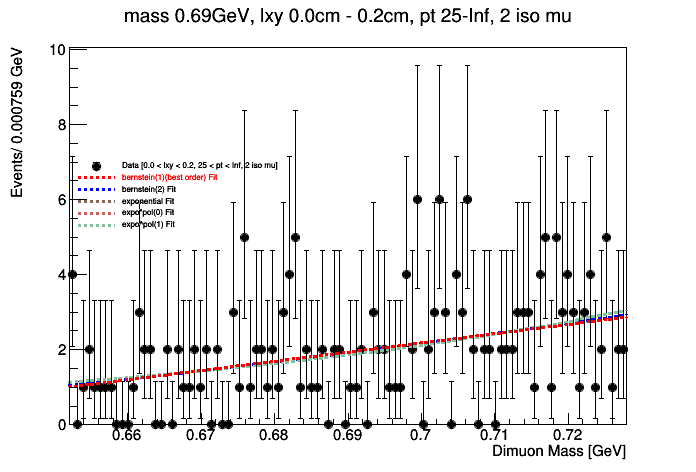 mass 0.69GeV, lxy 0.0cm - 0.2cm, pt 25-Inf, 2 iso mu
Events/ 0.000759 GeV
10
8
6
4
2
0
Data [0.0 < lxy < 0.2, 25 < pt < Inf, 2 iso mu]
bernstein(1)(best order) Fit
bernstein(2) Fit
exponential Fit
expo*pol(0) Fit
expo*pol(1) Fit
0.66 0.67 0.68 0.69 0.7 0.71 0.72
Dimuon Mass [GeV]